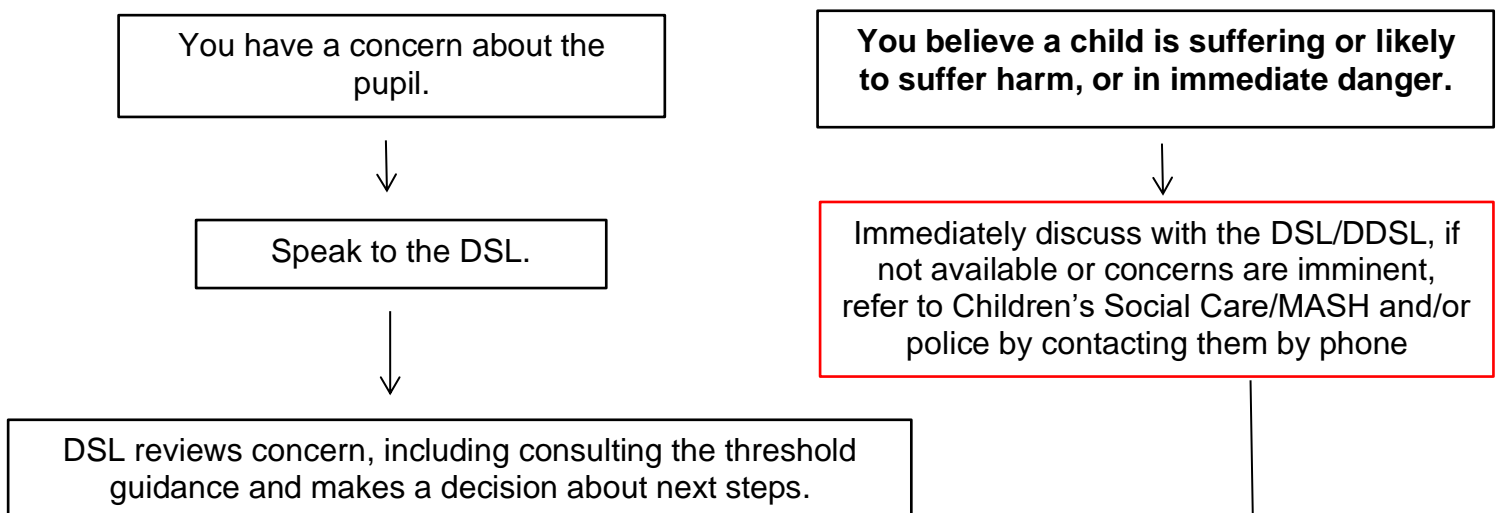 You have a concern about the
pupil.
Speak to the DSL.
DSL reviews concern, including consulting the threshold
guidance and makes a decision about next steps.
You believe a child is suffering or likely
to suffer harm, or in immediate danger.
Immediately discuss with the DSL/DDSL, if
not available or concerns are imminent,
refer to Children’s Social Care/MASH and/or
police by contacting them by phone